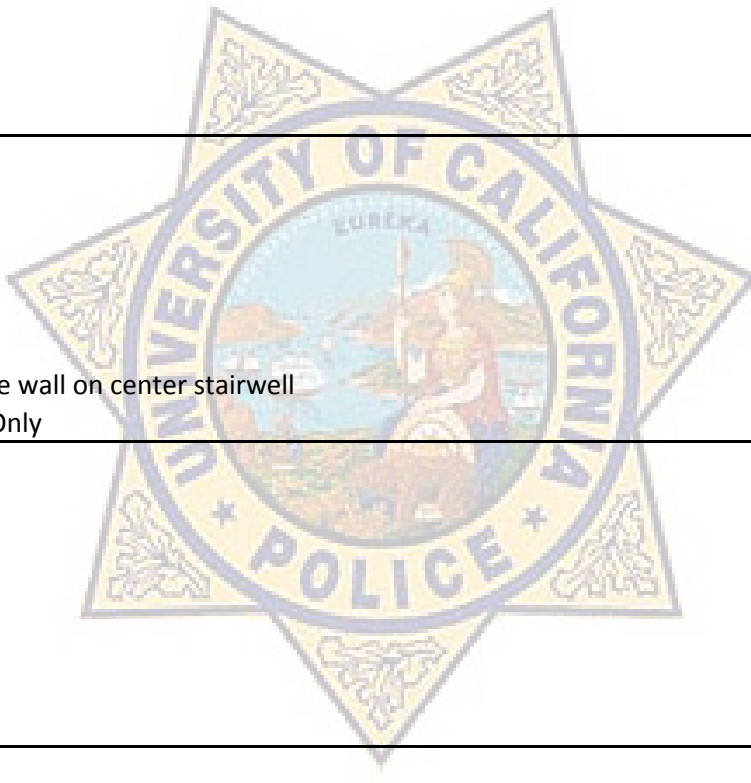 UNIVERSITY OF CALIFORNIA
EUREKA
e wall on center stairwell
Only
* POLICE *